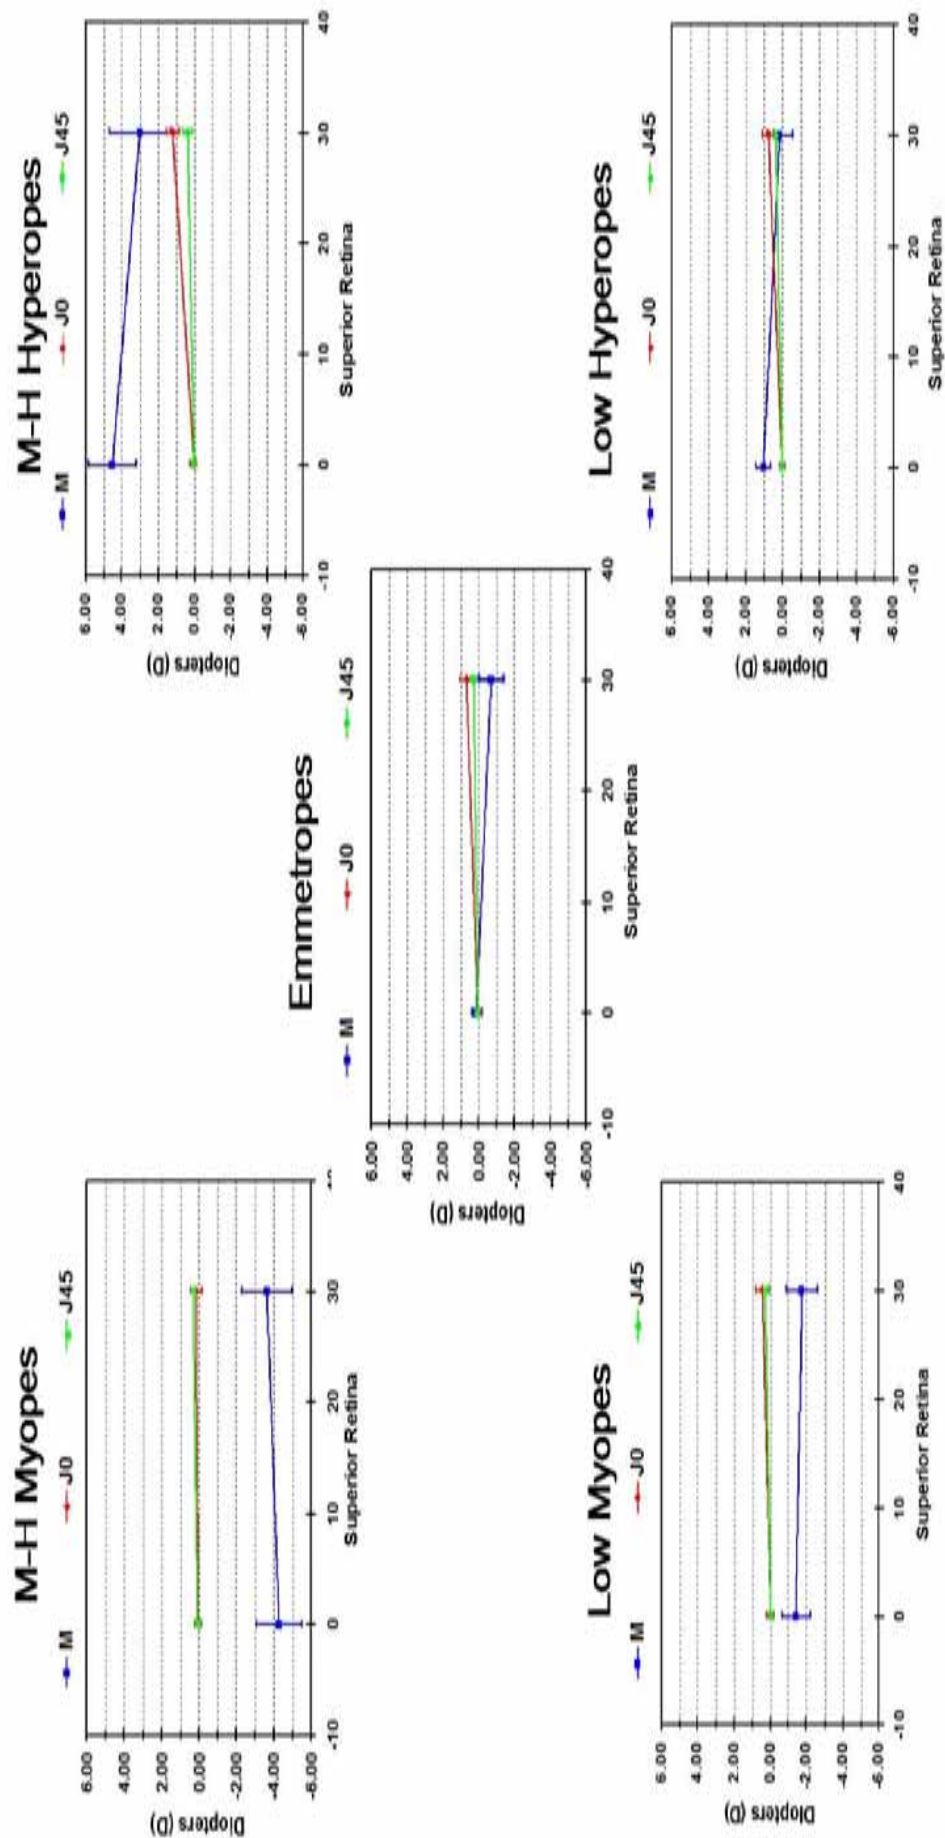 M-H Myopes
M J0 J45
6.00
4.00
2.00
0.00
-2.00
-4.00
-6.00
Diopters (D)
-10 0 10 20 30
Superior Retina
M-H Hyperopes
M J0 J45
6.00
4.00
2.00
0.00
-2.00
-4.00
-6.00
Diopters (D)
-10 0 10 20 30 40
Superior Retina
Emmetropes
M J0 J45
6.00
4.00
2.00
0.00
-2.00
-4.00
-6.00
Diopters (D)
-10 0 10 20 30 40
Superior Retina
Low Myopes
M J0 J45
6.00
4.00
2.00
0.00
-2.00
-4.00
-6.00
Diopters (D)
-10 0 10 20 30 40
Superior Retina
Low Hyperopes
M J0 J45
6.00
4.00
2.00
0.00
-2.00
-4.00
-6.00
Diopters (D)
-10 0 10 20 30 40
Superior Retina